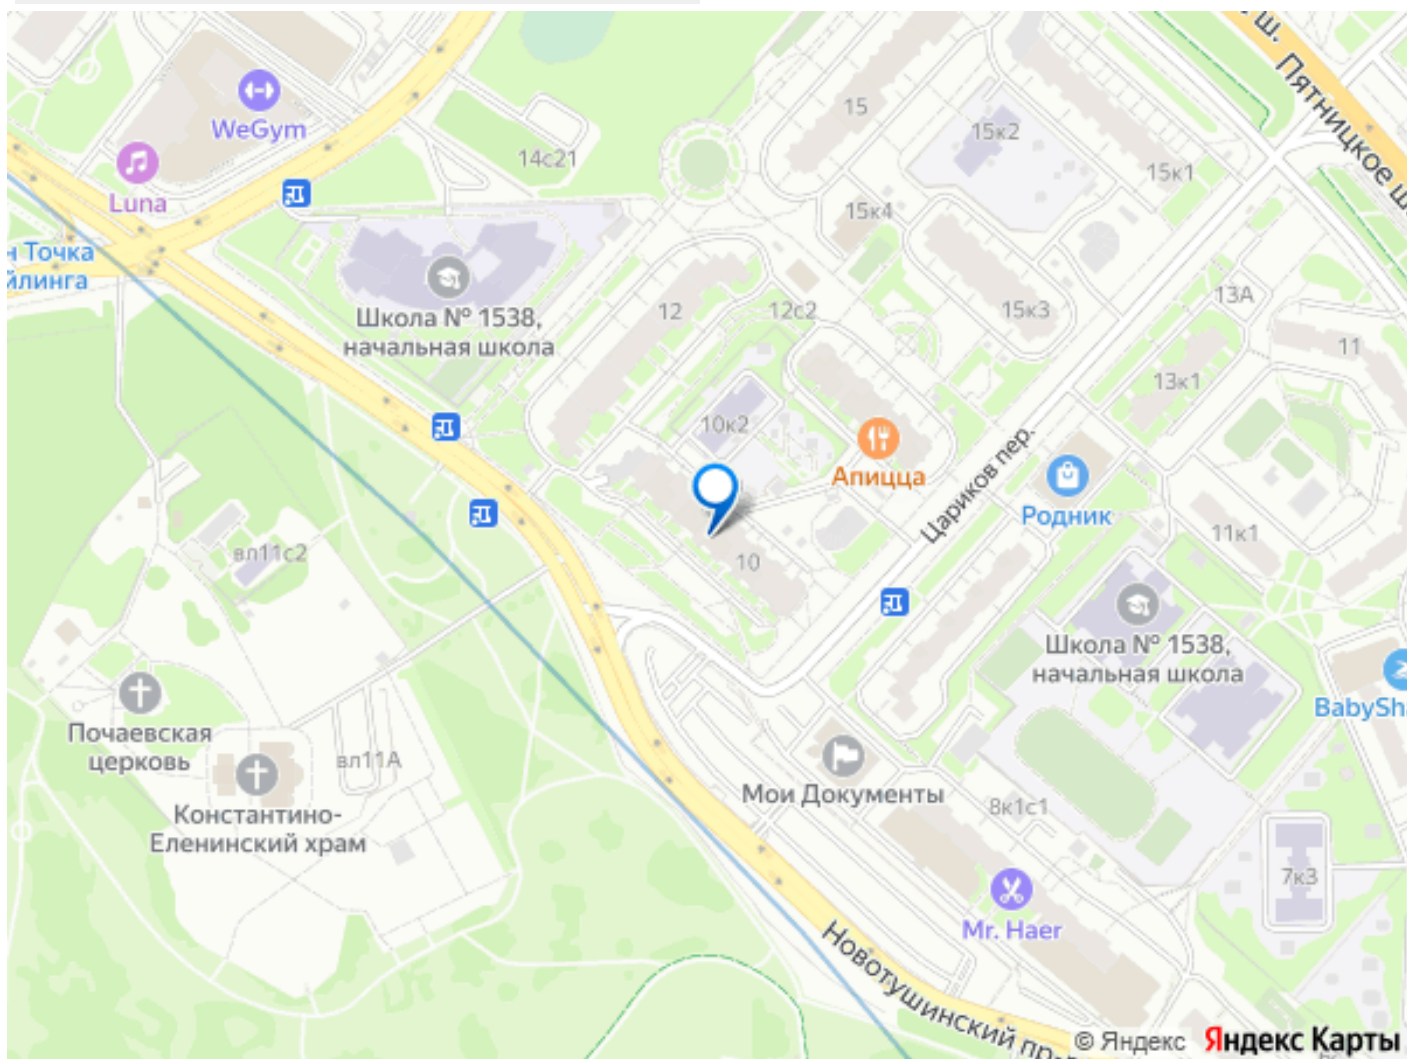 ш. Пятницкое ш.
WeGym
Luna
14с21
15
15к2
15к1
15к4
н Точка
йлинга
Школа № 1538,
начальная школа
12
12с2
15к3
13А
11
13к1
10к2
Апицца
Цариков пер.
Родник
11к1
вл11с2
10
Школа № 1538,
начальная школа
BabySha
Почаевская
церковь
вл11А
Константино-
Еленинский храм
Мои Документы
8к1с1
7к3
Mr. Haer
Новотушинский пр-
© Яндекс Яндекс Карты